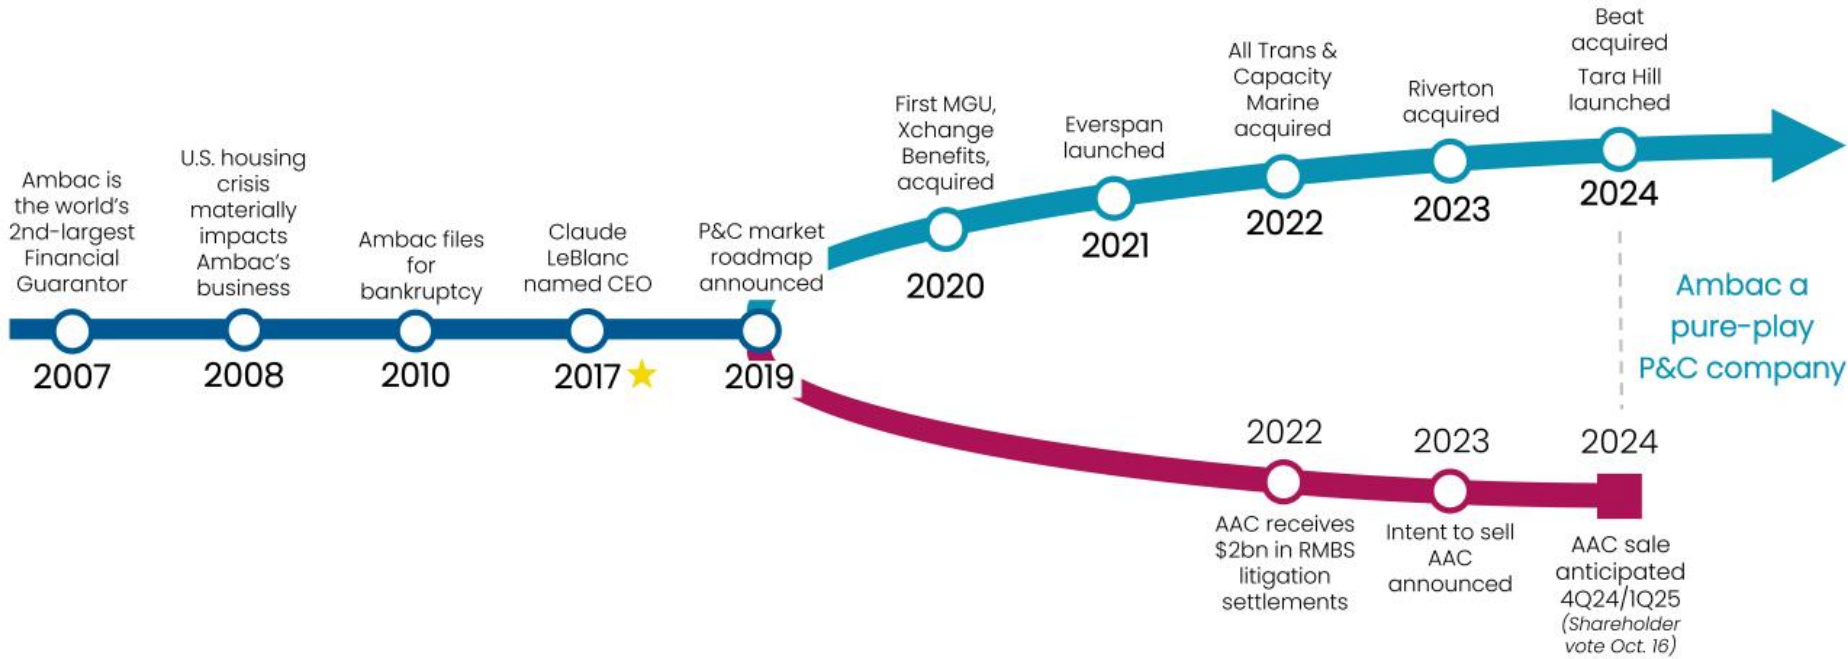 Ambac is
the world's
2nd-largest
Financial
Guarantor
2007
U.S. housing
crisis
materially
impacts
Ambac's
business
2008
Ambac files
for
bankruptcy
2010
Claude
LeBlanc
named CEO
2017
P&C market
roadmap
announced
2019
First MGU,
Xchange
Benefits,
acquired
2020
Everspan
launched
2021
All Trans &
Capacity
Marine
acquired
2022
Riverton
acquired
2023
Beat
acquired
Tara Hill
launched
2024
Ambac a
pure-play
P&C company
2022
AAC receives
$2bn in RMBS
litigation
settlements
2023
Intent to sell
AAC
announced
2024
AAC sale
anticipated
4Q24/1Q25
(Shareholder
vote Oct. 16)